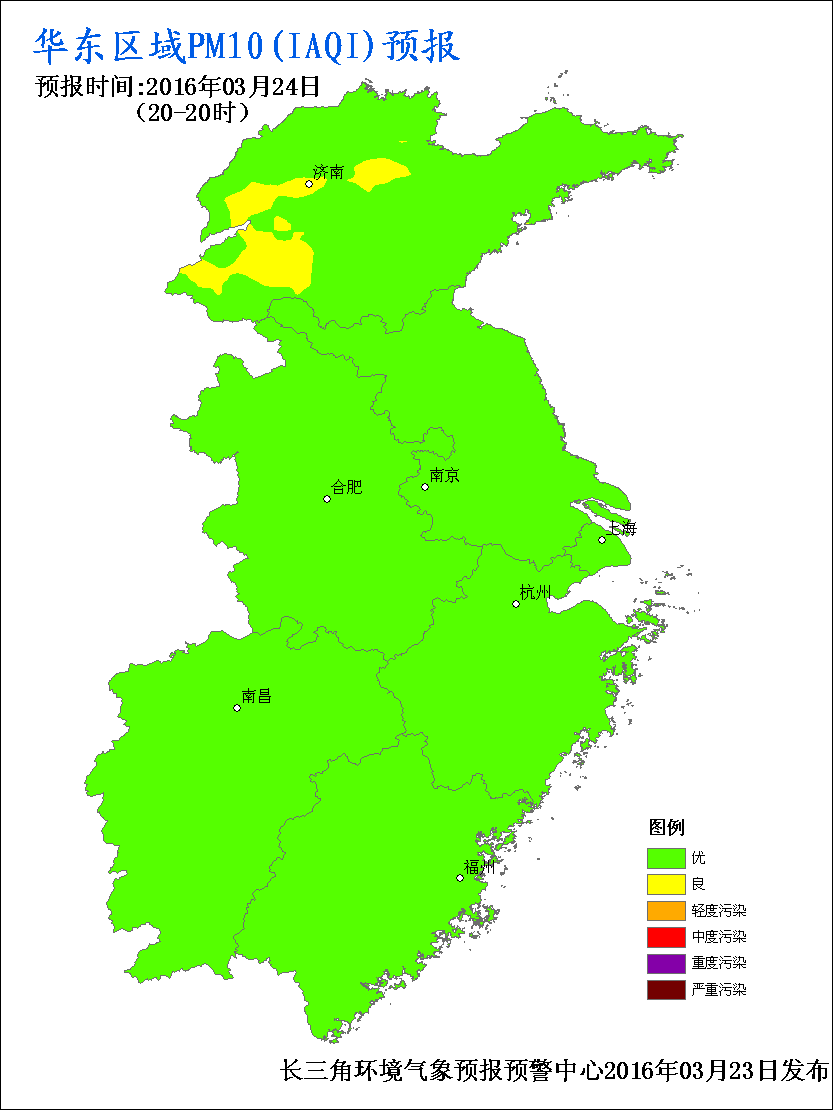 华东区域PM10(IAQI)预报
预报时间:2016年03月24日
(20-20时)
济南
南京
合肥
上海
杭州
南昌
福州
图例
优
良
轻度污染
中度污染
重度污染
严重污染
长三角环境气象预报预警中心2016年03月23日发布